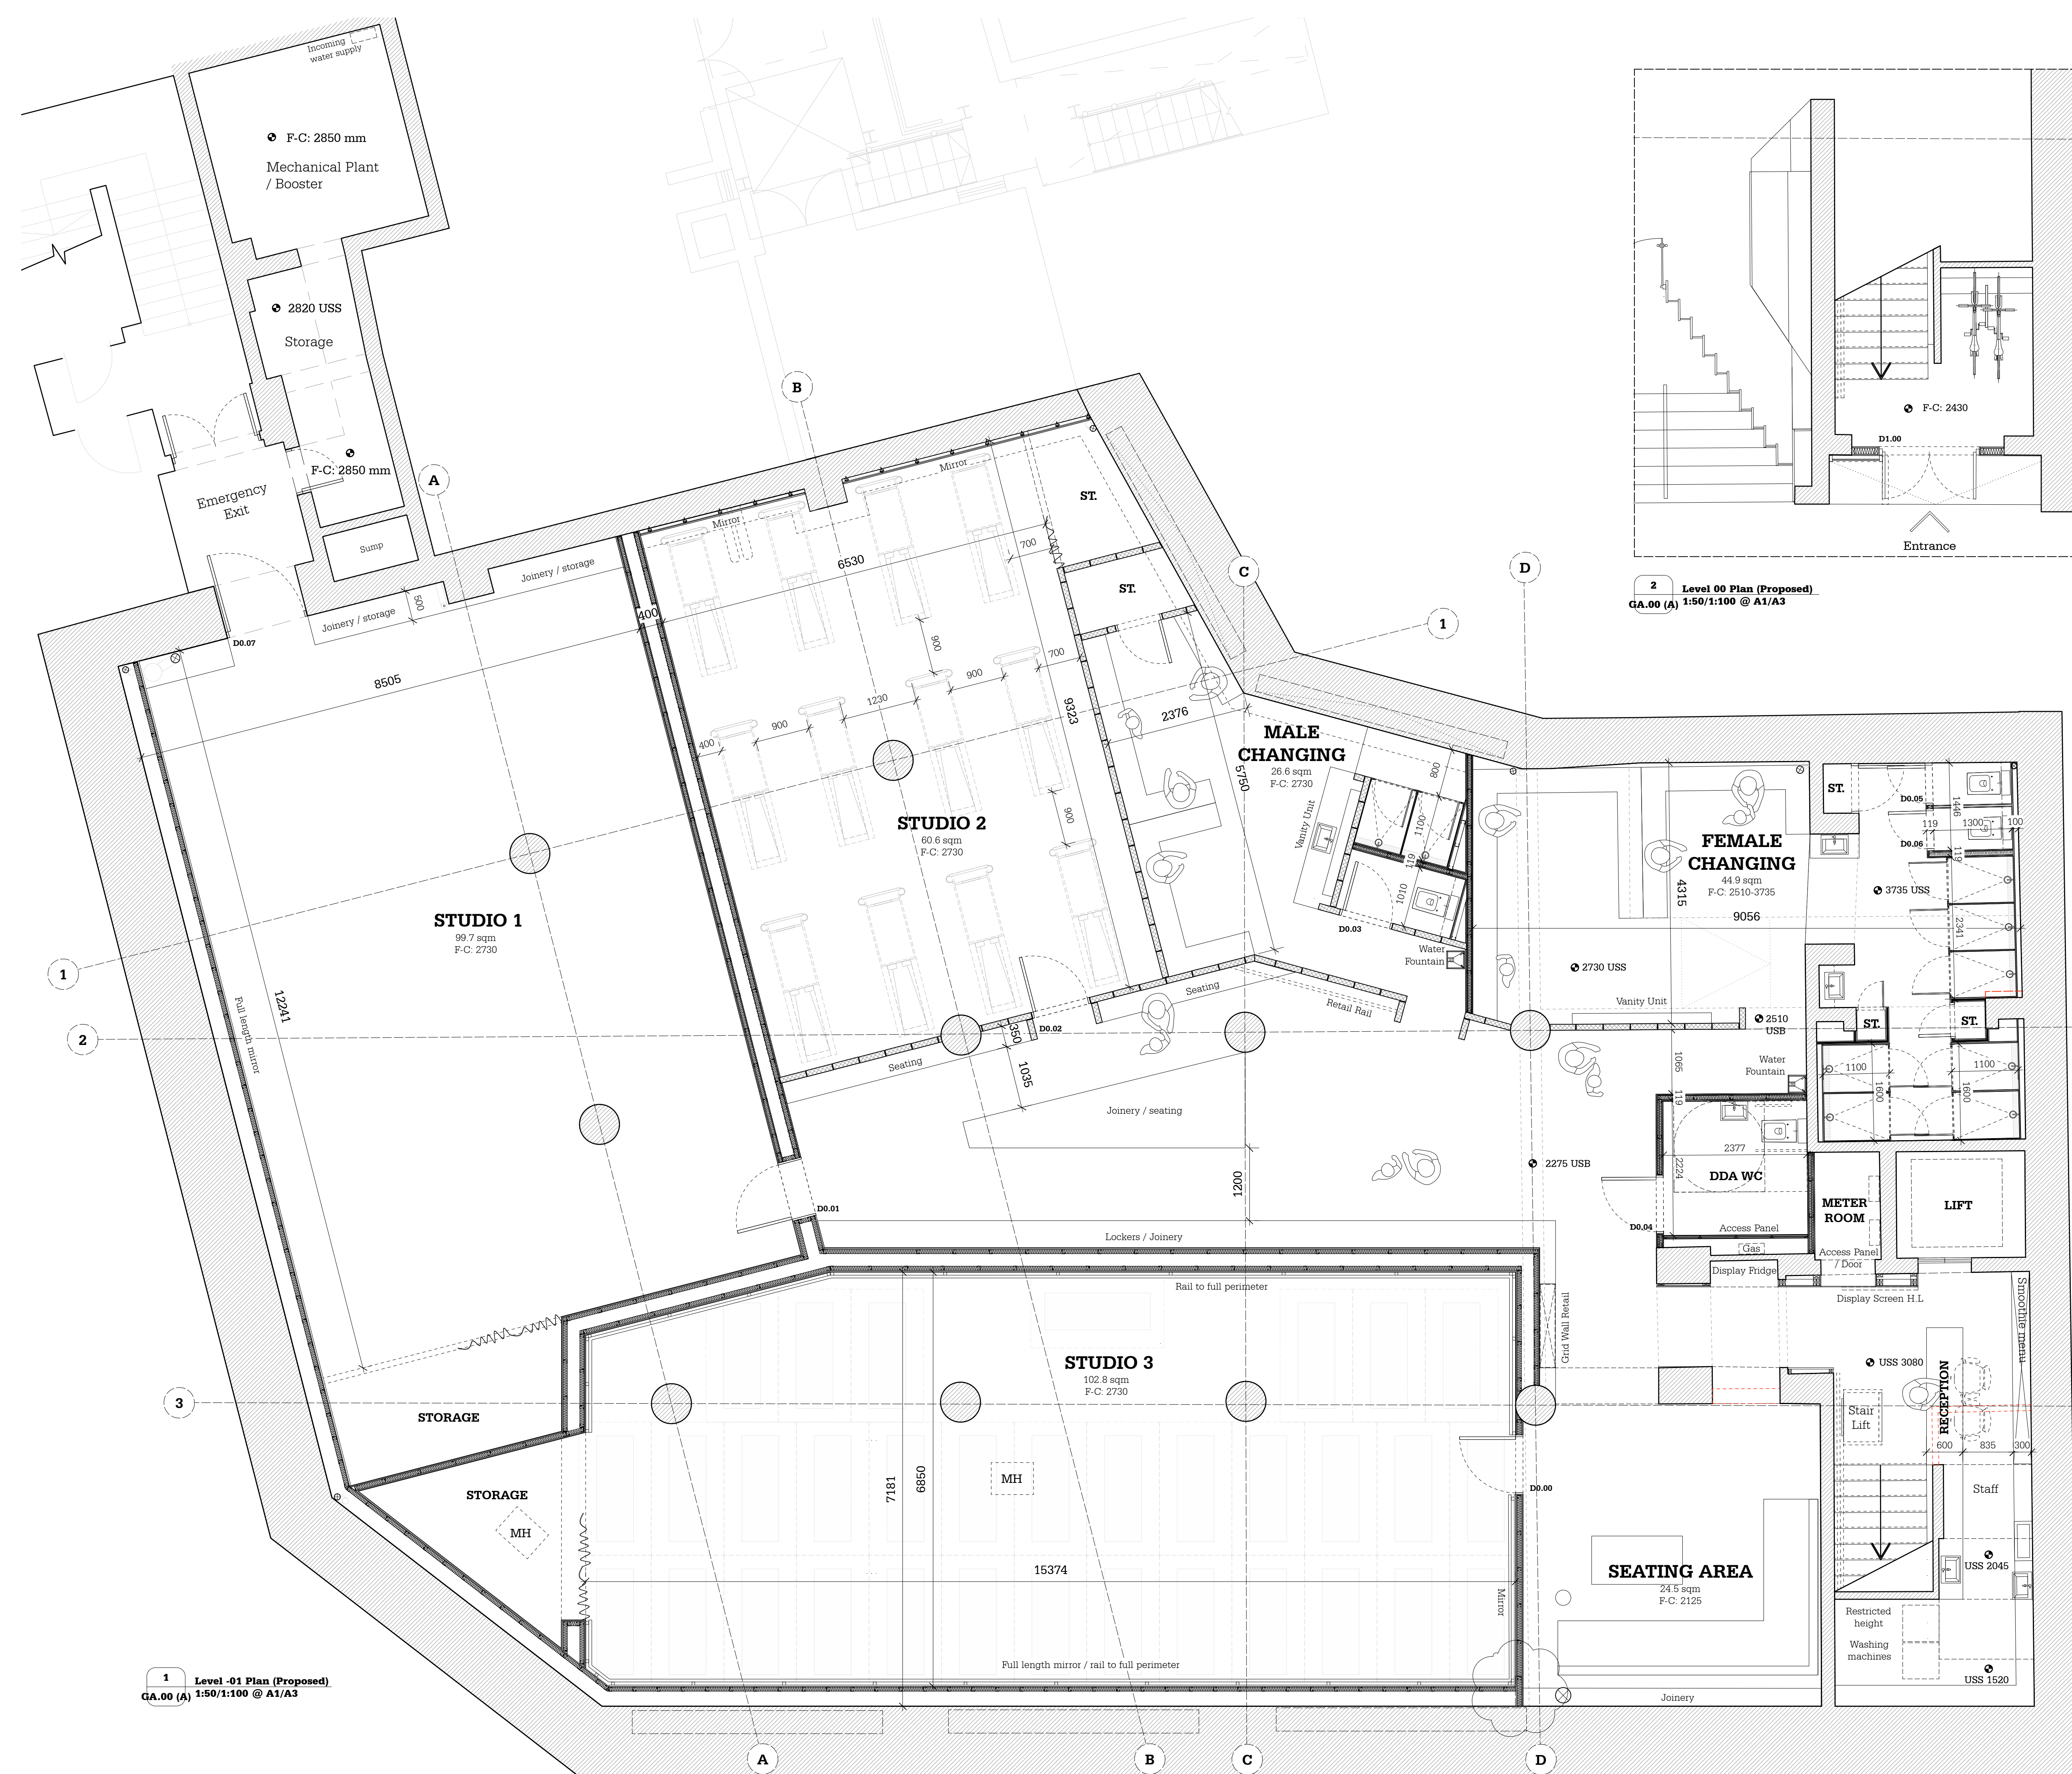 Incoming
water supply
F-C: 2850 mm
Mechanical Plant
/ Booster
2820 USS
Storage
F-C: 2850 mm
Emergency
Exit
Sump
A
B
C
D
1
Joinery / storage
Joinery / storage
500
D0.07
Mirror
Mirror
ST.
ST.
6530
700
400
8505
900
700
900
1230
900
400
9323
900
2376
5750
MALE
CHANGING
26.6 sqm
F-C: 2730
Vanity Unit
800
1100
119
1010
D0.03
Water
Fountain
STUDIO 1
99.7 sqm
F-C: 2730
STUDIO 2
60.6 sqm
F-C: 2730
12241
Full length mirror
1
2
3
Seating
Retail Rail
D0.02
350
Seating
1035
Joinery / seating
1200
D0.01
Lockers / Joinery
FEMALE
CHANGING
44.9 sqm
F-C: 2510-3735
4315
9056
2730 USS
Vanity Unit
2510
USB
Water
Fountain
1065
119
ST.
D0.05
D0.06
1446
119
1300
100
119
3735 USS
2341
ST.
ST.
1100
1600
1100
1600
2275 USB
2377
2224
DDA WC
D0.04
Access Panel
Gas
Display Fridge
METER
ROOM
Access Panel
/ Door
LIFT
Display Screen H.L
Smoothie menu
Rail to full perimeter
STUDIO 3
102.8 sqm
F-C: 2730
Grid Wall Retail
USS 3080
RECEPTION
Stair
Lift
600
835
300
Staff
STORAGE
STORAGE
MH
MH
7181
6850
15374
D0.00
Mirror
SEATING AREA
24.5 sqm
F-C: 2125
USS 2045
Restricted
height
Washing
machines
USS 1520
Full length mirror / rail to full perimeter
Joinery
A
B
C
D
1
GA.00 (A)
Level -01 Plan (Proposed)
1:50/1:100 @ A1/A3
F-C: 2430
D1.00
Entrance
2
GA.00 (A)
Level 00 Plan (Proposed)
1:50/1:100 @ A1/A3